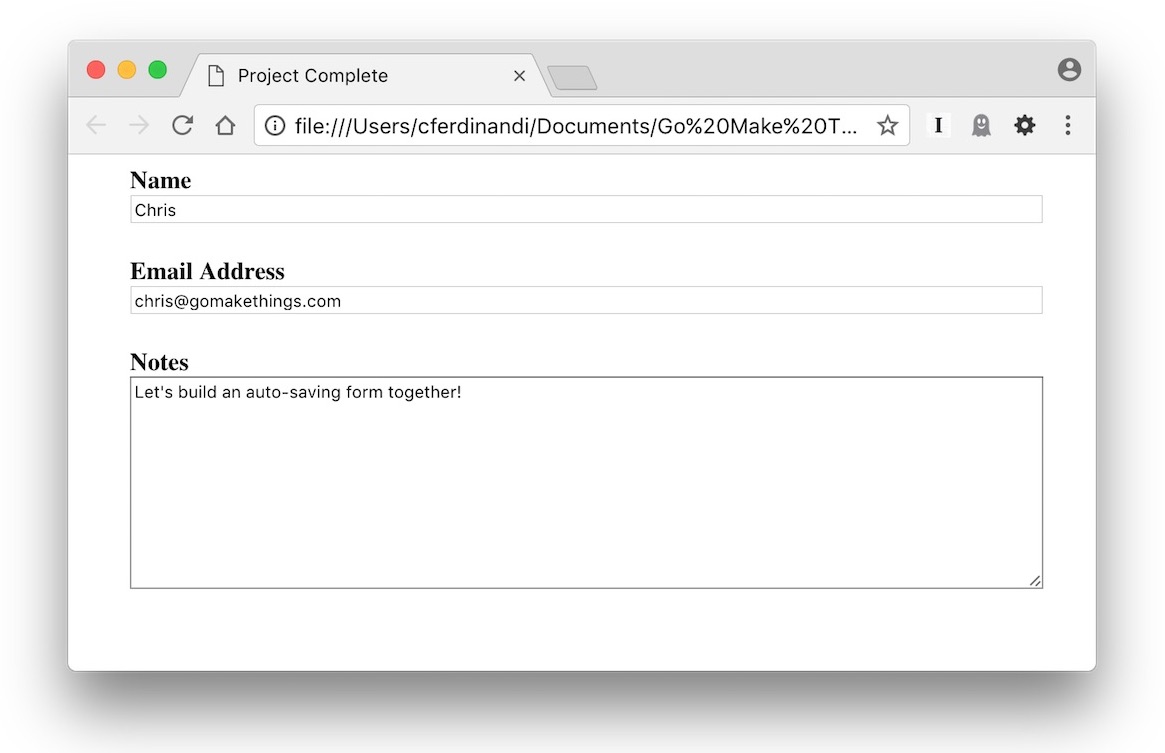 Project Complete
file:///Users/cferdinandi/Documents/Go%20Make%20T...
I
Name
Chris
Email Address
chris@gomakethings.com
Notes
Let's build an auto-saving form together!